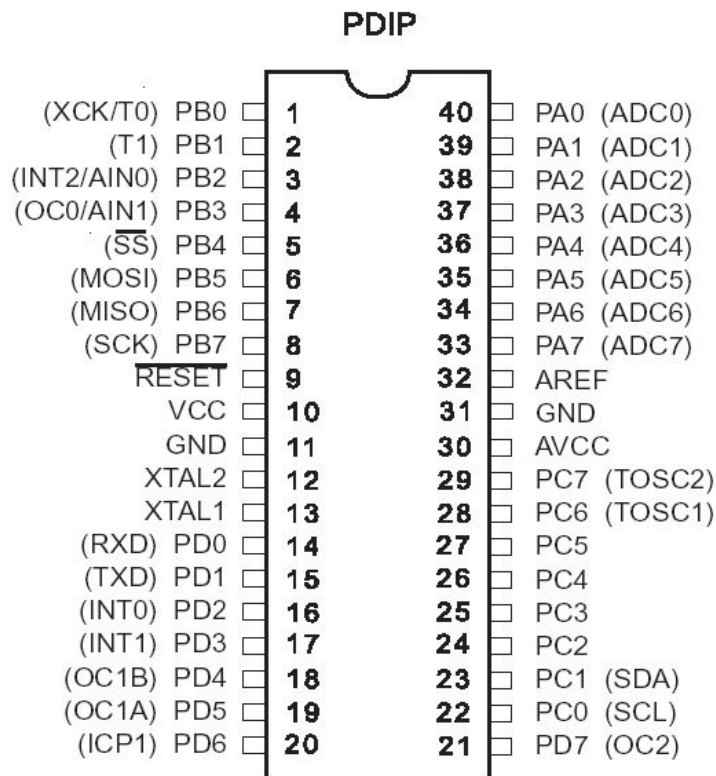 PDIP
(XCK/T0) PB0 1 40 PA0 (ADC0)
(T1) PB1 2 39 PA1 (ADC1)
(INT2/AIN0) PB2 3 38 PA2 (ADC2)
(OC0/AIN1) PB3 4 37 PA3 (ADC3)
(SS) PB4 5 36 PA4 (ADC4)
(MOSI) PB5 6 35 PA5 (ADC5)
(MISO) PB6 7 34 PA6 (ADC6)
(SCK) PB7 8 33 PA7 (ADC7)
RESET 9 32 AREF
VCC 10 31 GND
GND 11 30 AVCC
XTAL2 12 29 PC7 (TOSC2)
XTAL1 13 28 PC6 (TOSC1)
(RXD) PD0 14 27 PC5
(TXD) PD1 15 26 PC4
(INT0) PD2 16 25 PC3
(INT1) PD3 17 24 PC2
(OC1B) PD4 18 23 PC1 (SDA)
(OC1A) PD5 19 22 PC0 (SCL)
(ICP1) PD6 20 21 PD7 (OC2)